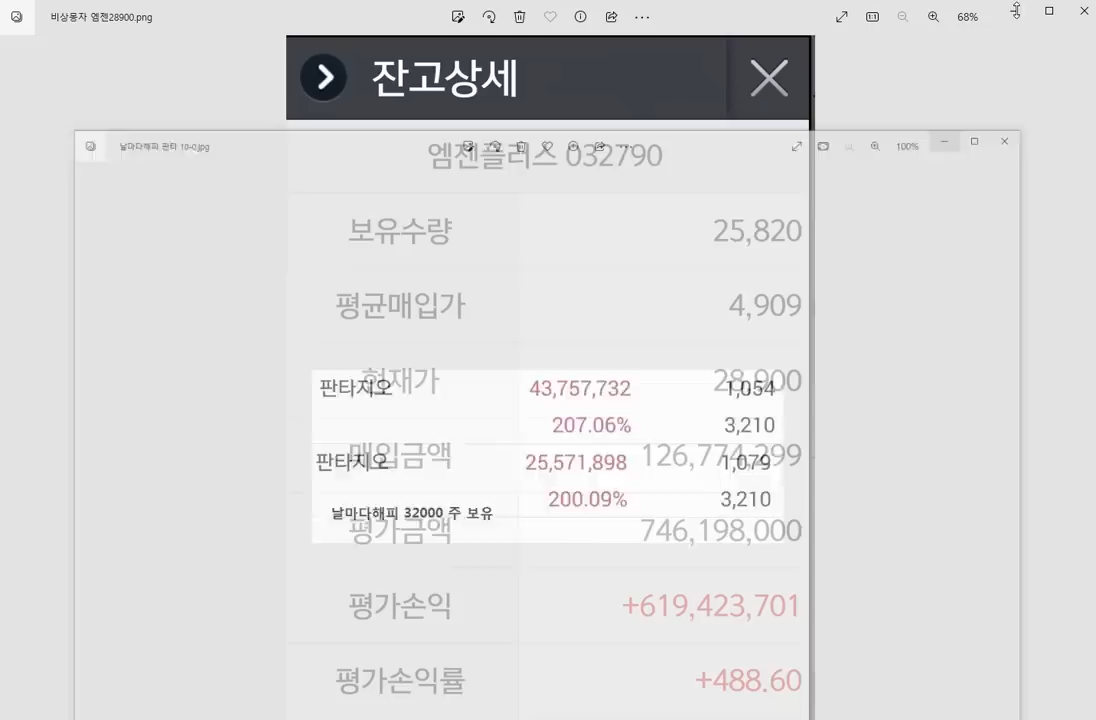 비상몽자 엠젠28900.png
68%
잔고상세
날마다해피 판타 10-0.jpg
100%
엠젠플러스 032790
보유수량 25,820
평균매입가 4,909
현재가 28,900
판타지오 43,757,732 1,054
207.06% 3,210
매입금액 126,774,299
판타지오 25,571,898 1,079
200.09% 3,210
날마다해피 32000 주 보유
평가금액 746,198,000
평가손익 +619,423,701
평가손익률 +488.60